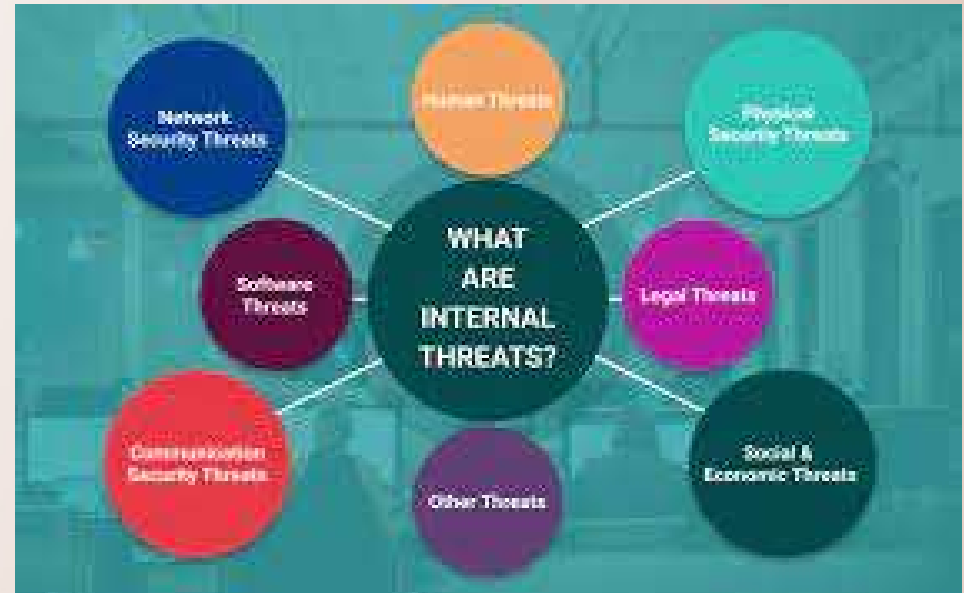 Network
Security Threats
Human Threats
Physical
Security Threats
Software
Threats
WHAT
ARE
INTERNAL
THREATS?
Legal Threats
Communication
Security Threats
Other Threats
Social &
Economic Threats